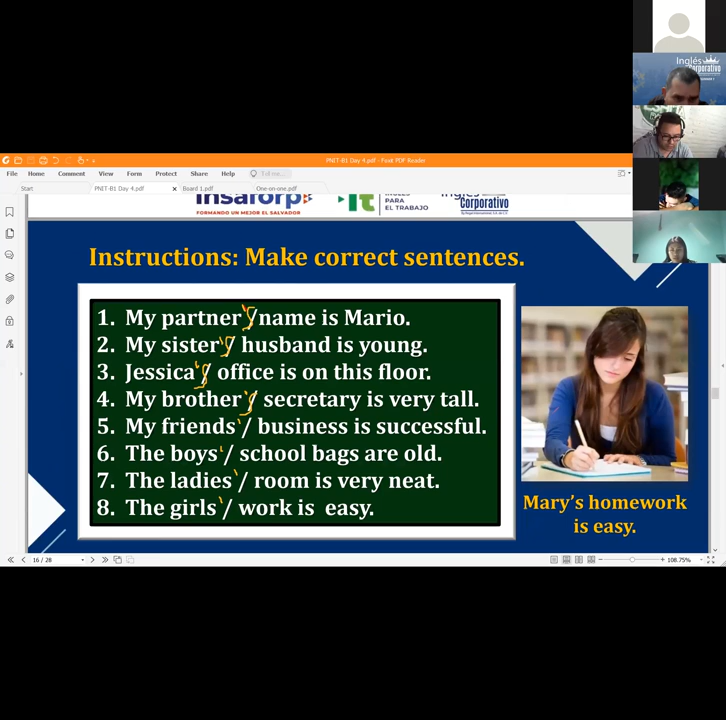 Inglés
Corporativo
PNIT-B1 Day 4.pdf - Foxit PDF Reader
File Home Comment View Form Protect Share Help
Start PNIT-B1 Day 4.pdf Board 1.pdf One-on-one.pdf
insaforp
FORMANDO UN MEJOR EL SALVADOR
PARA
EL TRABAJO
Corporativo
Instructions: Make correct sentences.
1. My partner's/name is Mario.
2. My sister's/ husband is young.
3. Jessica's/ office is on this floor.
4. My brother's/ secretary is very tall.
5. My friends'/ business is successful.
6. The boys'/ school bags are old.
7. The ladies'/ room is very neat.
8. The girls'/ work is easy.
Mary's homework
is easy.
16 / 28
108.75%